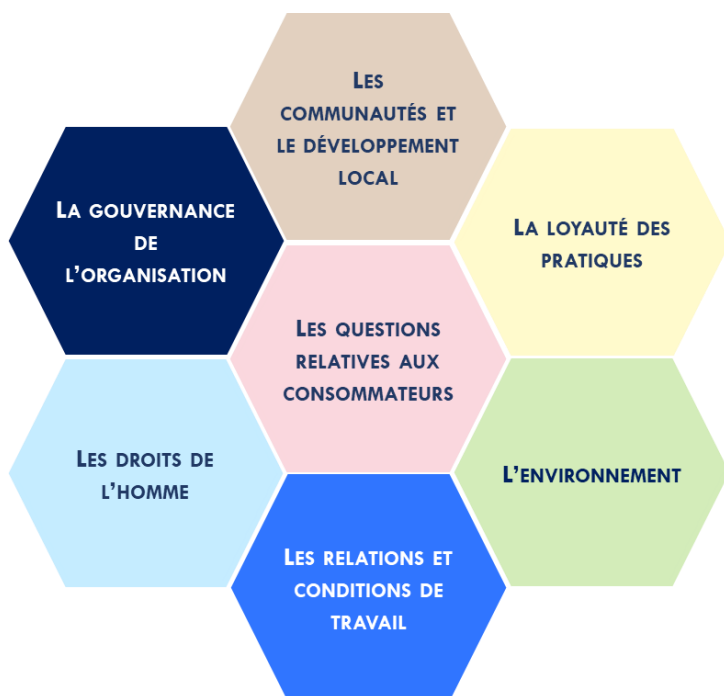 Les
communautés et
le développement
local
La gouvernance
de
l’organisation
La loyauté des
pratiques
Les questions
relatives aux
consommateurs
Les droits de
l’homme
L’environnement
Les relations et
conditions de
travail